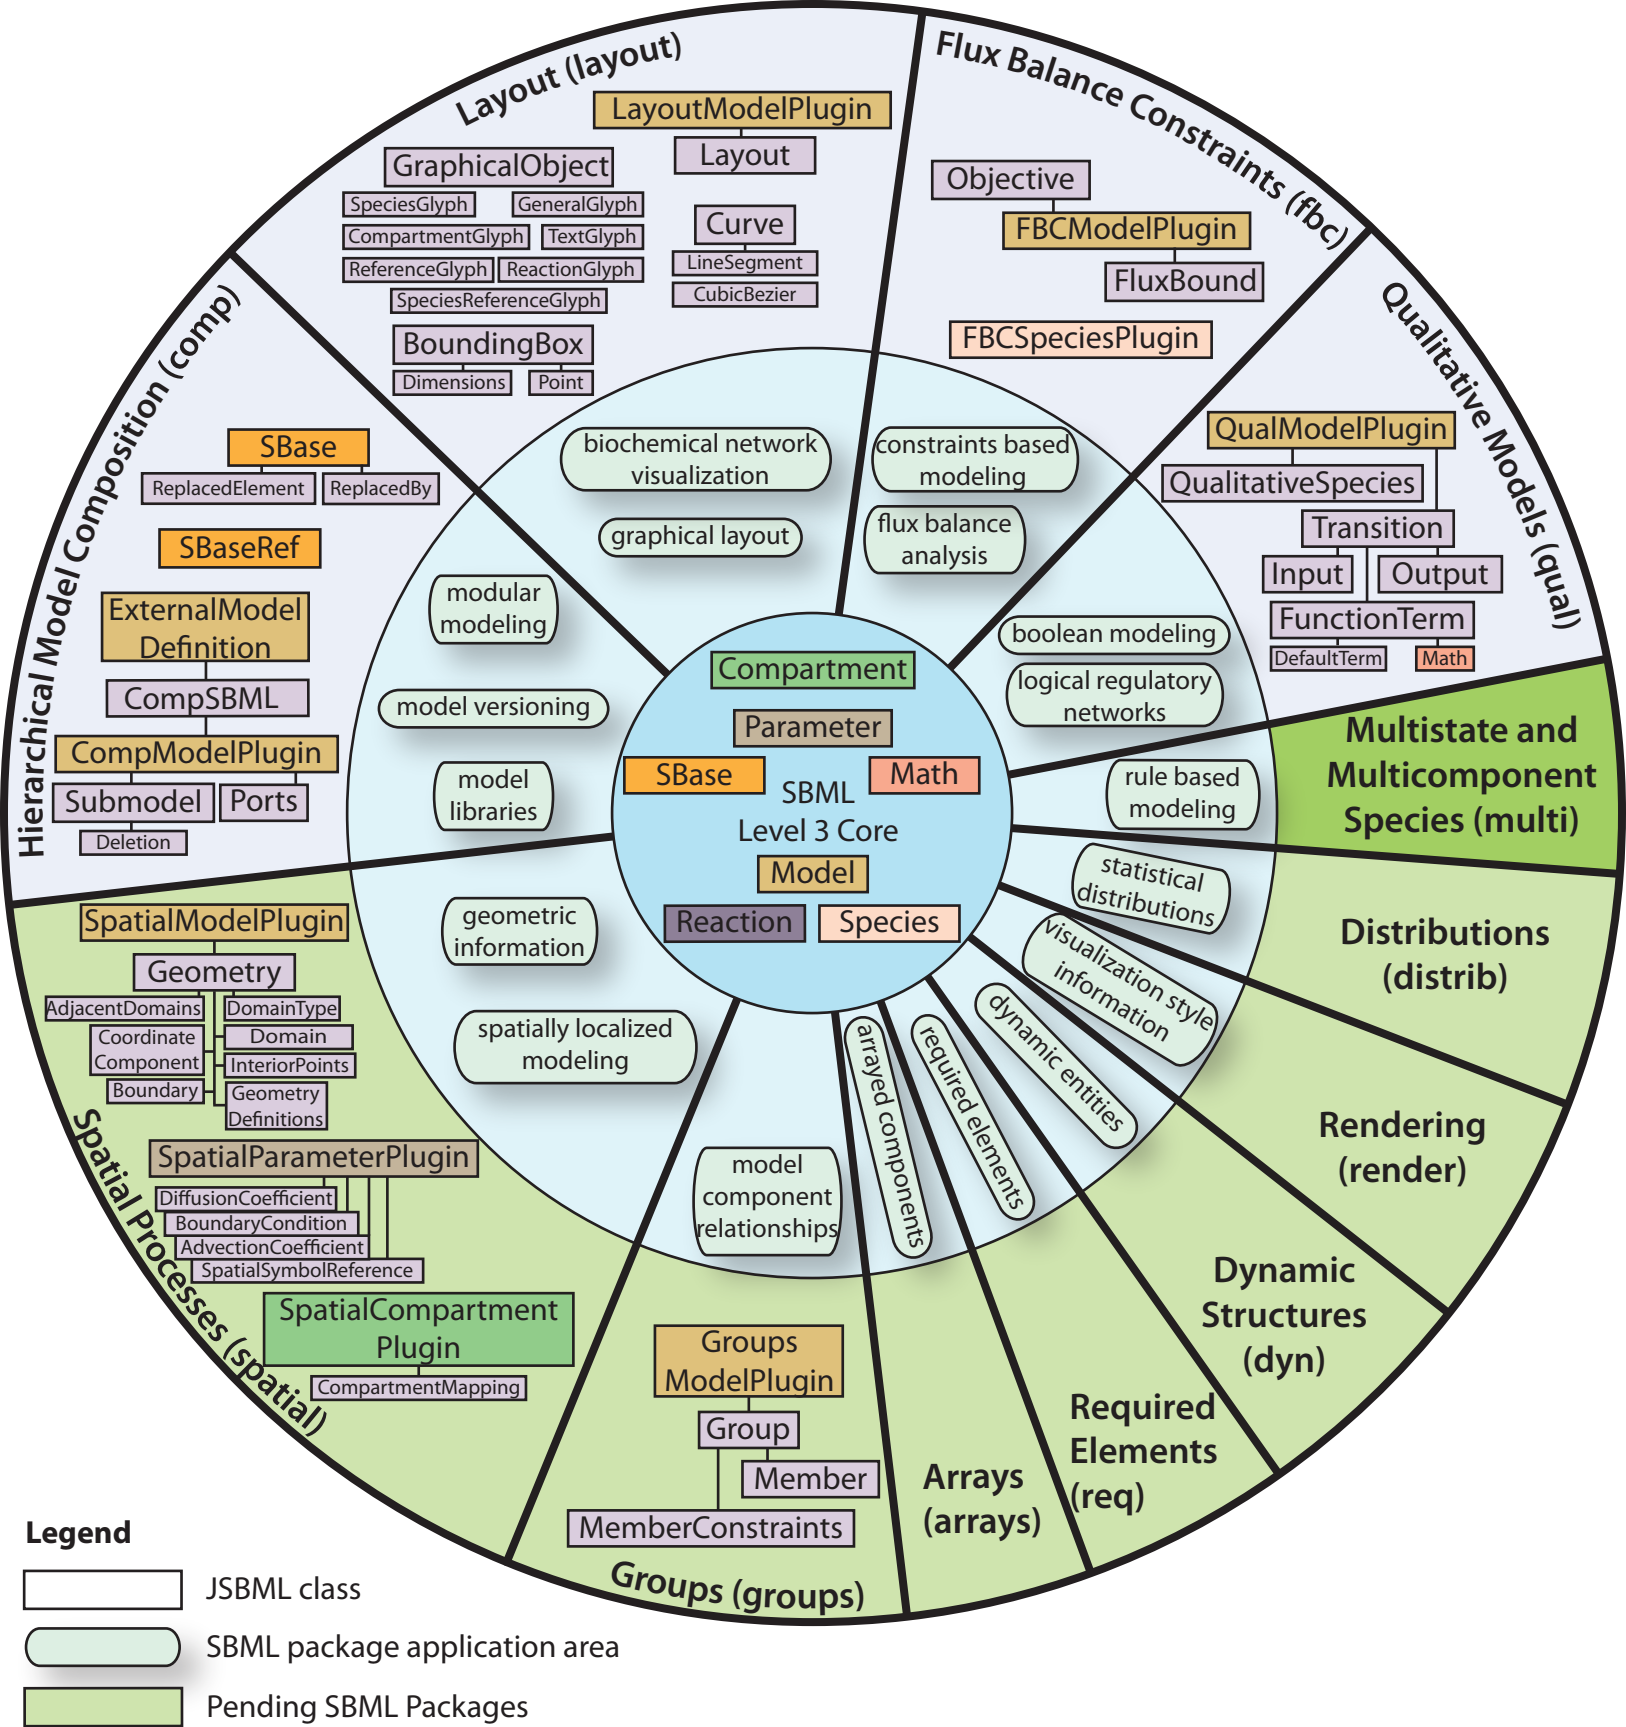 Layout (layout)
LayoutModelPlugin
Layout
GraphicalObject
SpeciesGlyph
GeneralGlyph
CompartmentGlyph
TextGlyph
ReferenceGlyph
ReactionGlyph
SpeciesReferenceGlyph
Curve
LineSegment
CubicBezier
BoundingBox
Dimensions
Point
biochemical network
visualization
graphical layout
Flux Balance Constraints (fbc)
Objective
FBCModelPlugin
FluxBound
FBCSpeciesPlugin
constraints based
modeling
flux balance
analysis
Qualitative Models (qual)
QualModelPlugin
QualitativeSpecies
Transition
Input
Output
FunctionTerm
DefaultTerm
Math
boolean modeling
logical regulatory
networks
Multistate and
Multicomponent
Species (multi)
rule based
modeling
Distributions
(distrib)
statistical
distributions
Rendering
(render)
visualization style
information
Dynamic
Structures
(dyn)
dynamic entities
Required
Elements
(req)
required elements
Arrays
(arrays)
arrayed components
model
component
relationships
Groups
ModelPlugin
Group
Member
MemberConstraints
Groups (groups)
geometric
information
spatially localized
modeling
SpatialModelPlugin
Geometry
AdjacentDomains
DomainType
Coordinate
Component
Domain
InteriorPoints
Boundary
Geometry
Definitions
SpatialParameterPlugin
DiffusionCoefficient
BoundaryCondition
AdvectionCoefficient
SpatialSymbolReference
SpatialCompartment
Plugin
CompartmentMapping
Spatial Processes (spatial)
Hierarchical Model Composition (comp)
SBase
ReplacedElement
ReplacedBy
SBaseRef
ExternalModel
Definition
CompSBML
CompModelPlugin
Submodel
Ports
Deletion
modular
modeling
model versioning
model
libraries
Compartment
Parameter
SBase
Math
SBML
Level 3 Core
Model
Reaction
Species
Legend
JSBML class
SBML package application area
Pending SBML Packages